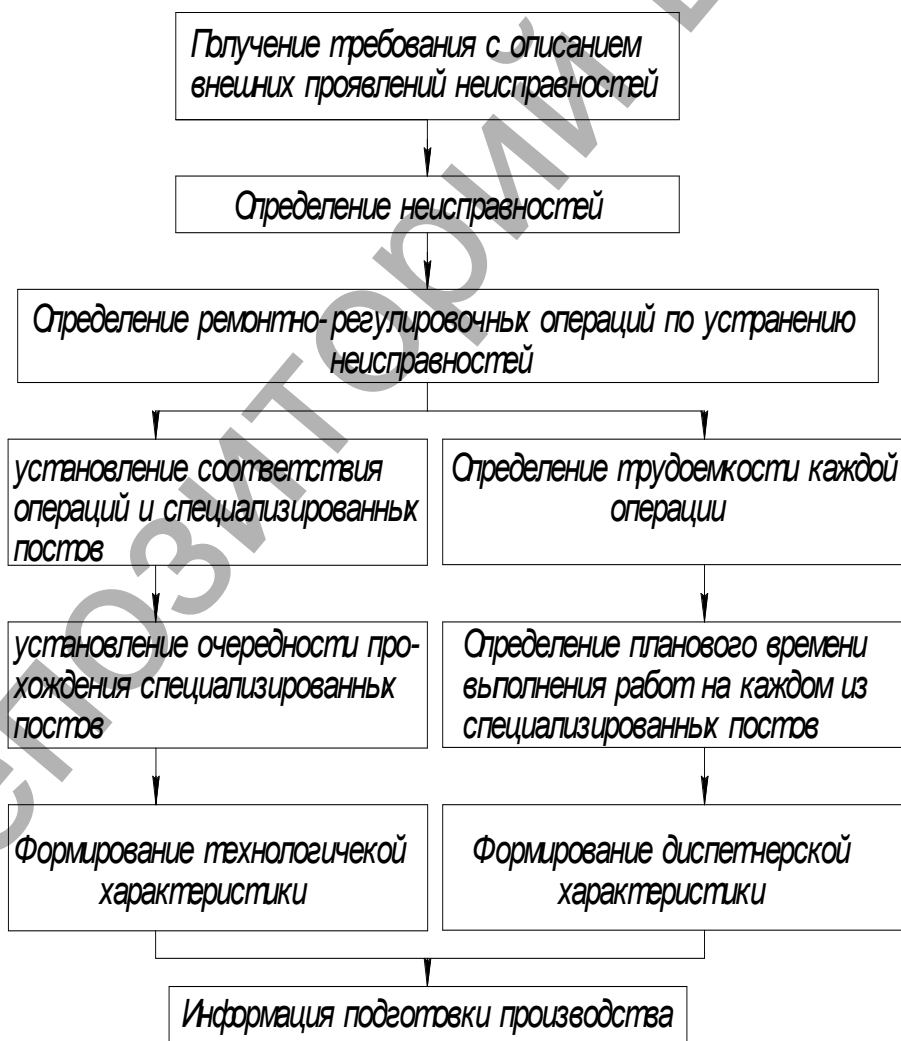 Получение требования с описанием
внешних проявлений неисправностей
Определение неисправностей
Определение ремонтно-регулировочных операций по устранению
неисправностей
установление соответствия
операций и специализированных
постов
Определение трудоемкости каждой
операции
установление очередности про-
хождения специализированных
постов
Определение планового времени
выполнения работ на каждом из
специализированных постов
Формирование технологичекой
характеристики
Формирование диспетчерской
характеристики
Информация подготовки производства
епозиторий